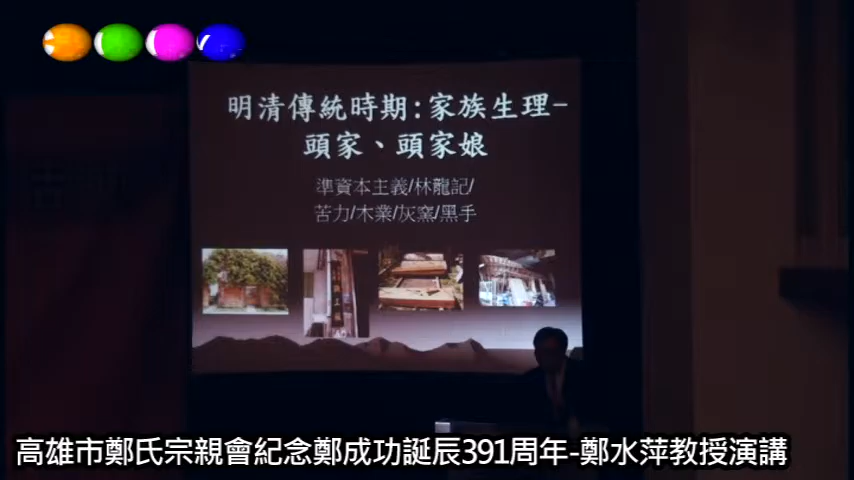 明清傳統時期:家族生理-
頭家、頭家娘
準資本主義/林龍記/
苦力/木業/灰窯/黑手
高雄市鄭氏宗親會紀念鄭成功誕辰391周年-鄭水萍教授演講